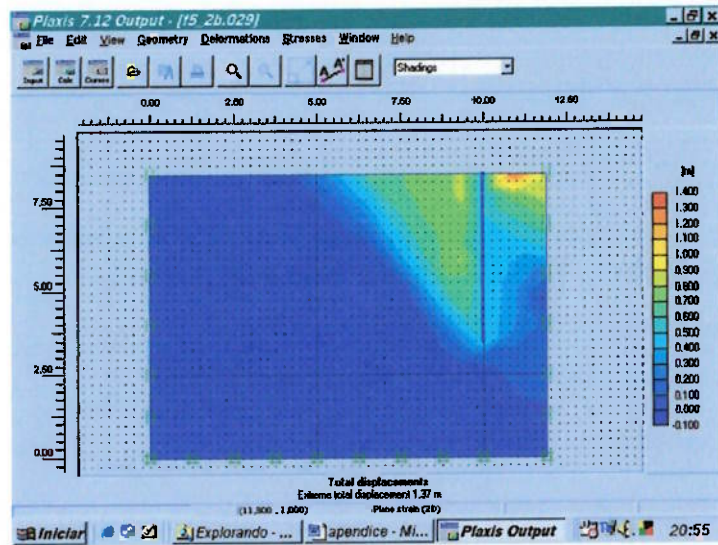 Plaxis 7.12 Output - [f5_2b.029]
File Edit View Geometry Deformations Stresses Window Help
Input Calc Curves Shadings
0.00 2.50 5.00 7.50 10.00 12.50
[m]
7.50
5.00
2.50
0.00
1.400
1.300
1.200
1.100
1.000
0.900
0.800
0.700
0.600
0.500
0.400
0.300
0.200
0.100
-0.000
-0.100
Total displacements
Extreme total displacement 1,37 m
Plane strain (2D)
Iniciar Explorando - ... apendice - Mi... Plaxis Output 20:55